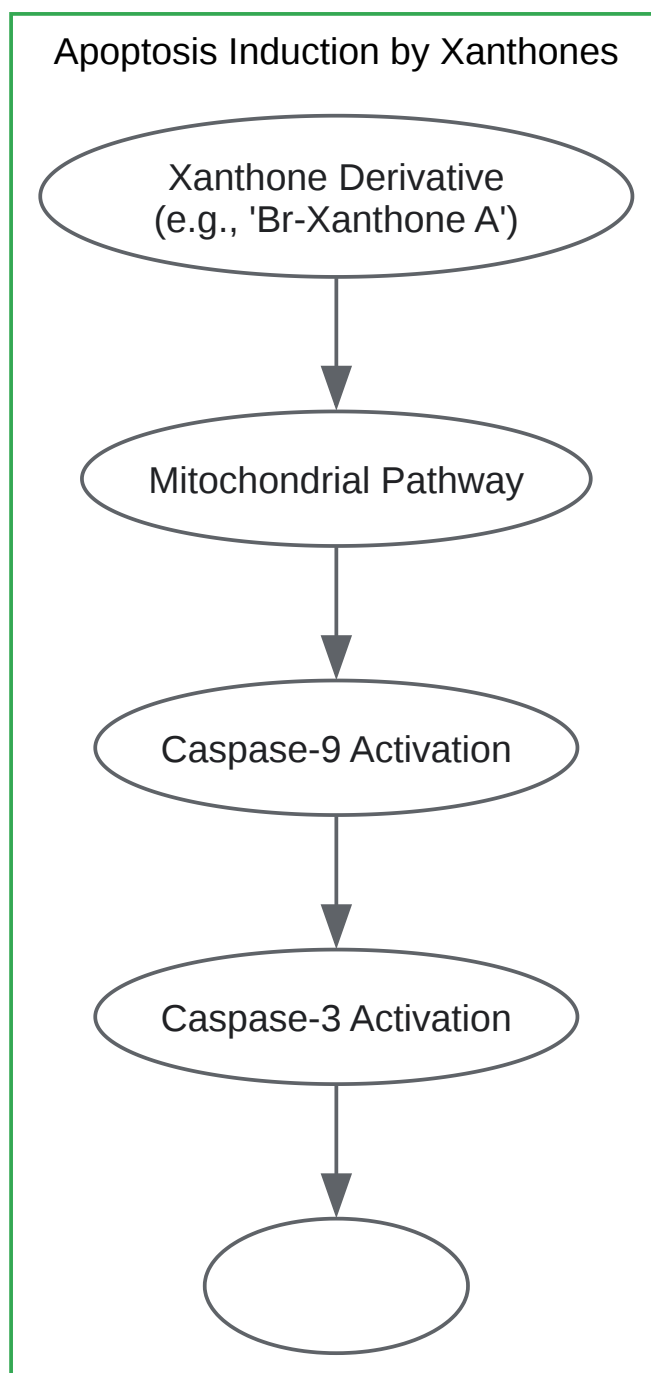 Apoptosis Induction by Xanthones
Xanthone Derivative
(e.g., 'Br-Xanthone A')
Mitochondrial Pathway
Caspase-9 Activation
Caspase-3 Activation